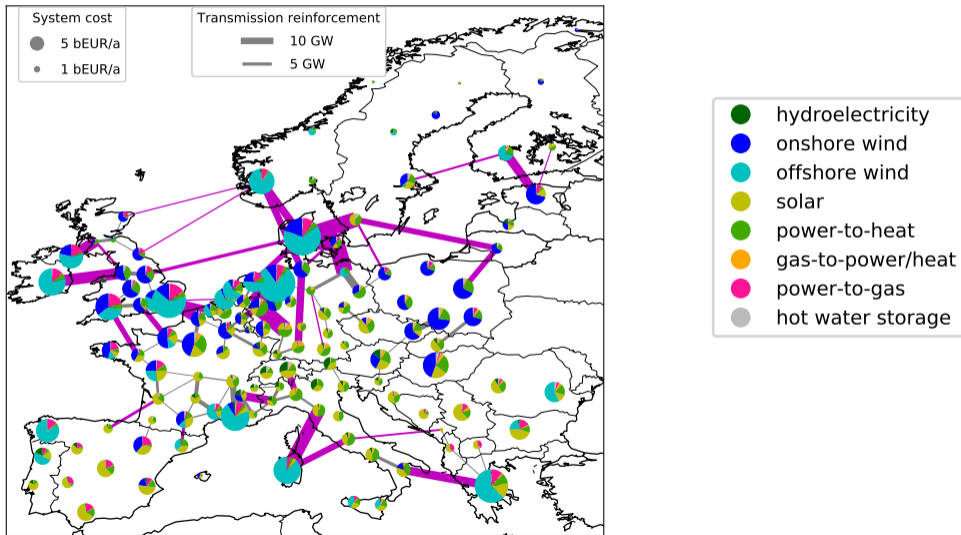 System cost
5 bEUR/a
1 bEUR/a
Transmission reinforcement
10 GW
5 GW
hydroelectricity
onshore wind
offshore wind
solar
power-to-heat
gas-to-power/heat
power-to-gas
hot water storage